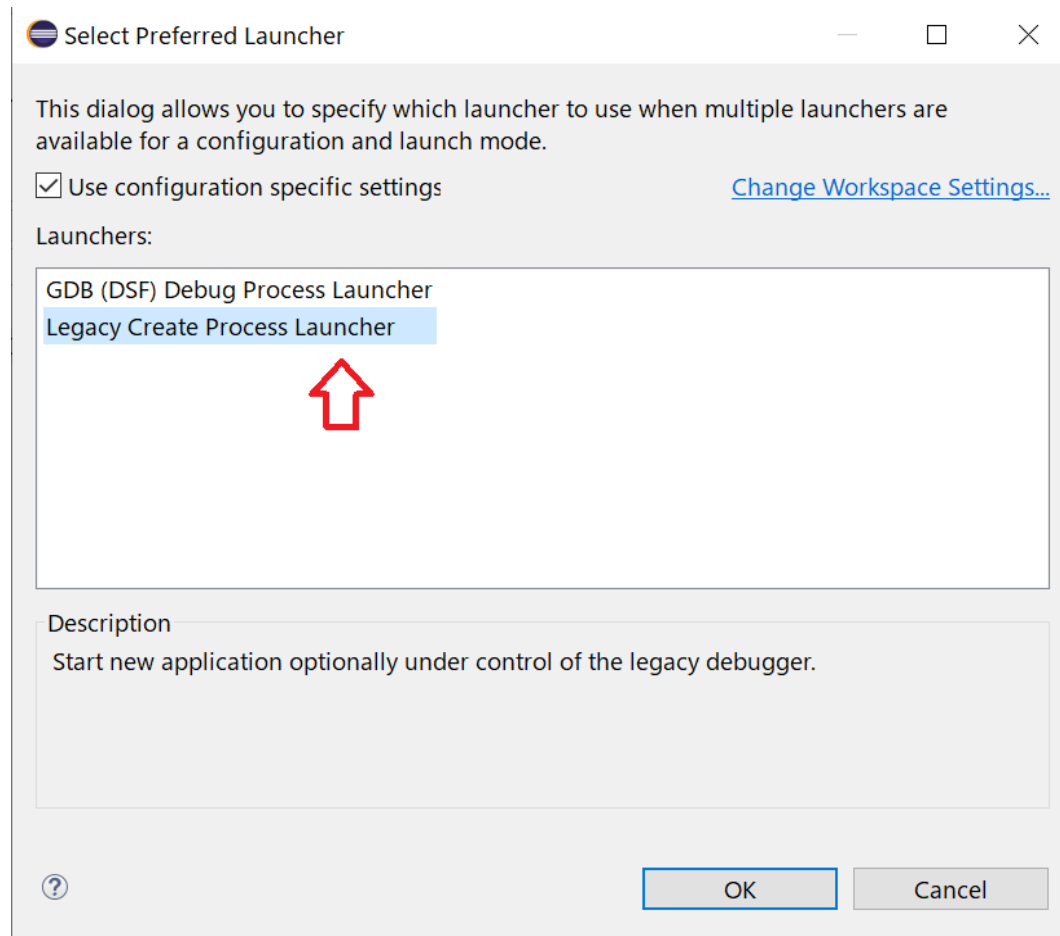 Select Preferred Launcher
This dialog allows you to specify which launcher to use when multiple launchers are
available for a configuration and launch mode.
Use configuration specific settings
Change Workspace Settings...
Launchers:
GDB (DSF) Debug Process Launcher
Legacy Create Process Launcher
Description
Start new application optionally under control of the legacy debugger.
?
OK
Cancel